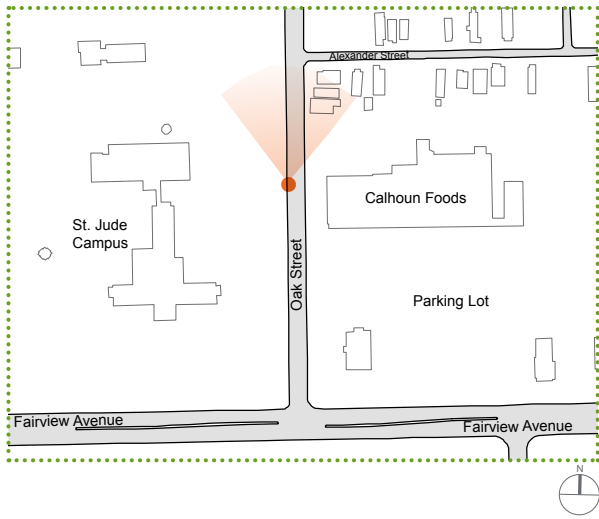 Alexander Street
Calhoun Foods
St. Jude
Campus
Oak Street
Parking Lot
Fairview Avenue
Fairview Avenue
N